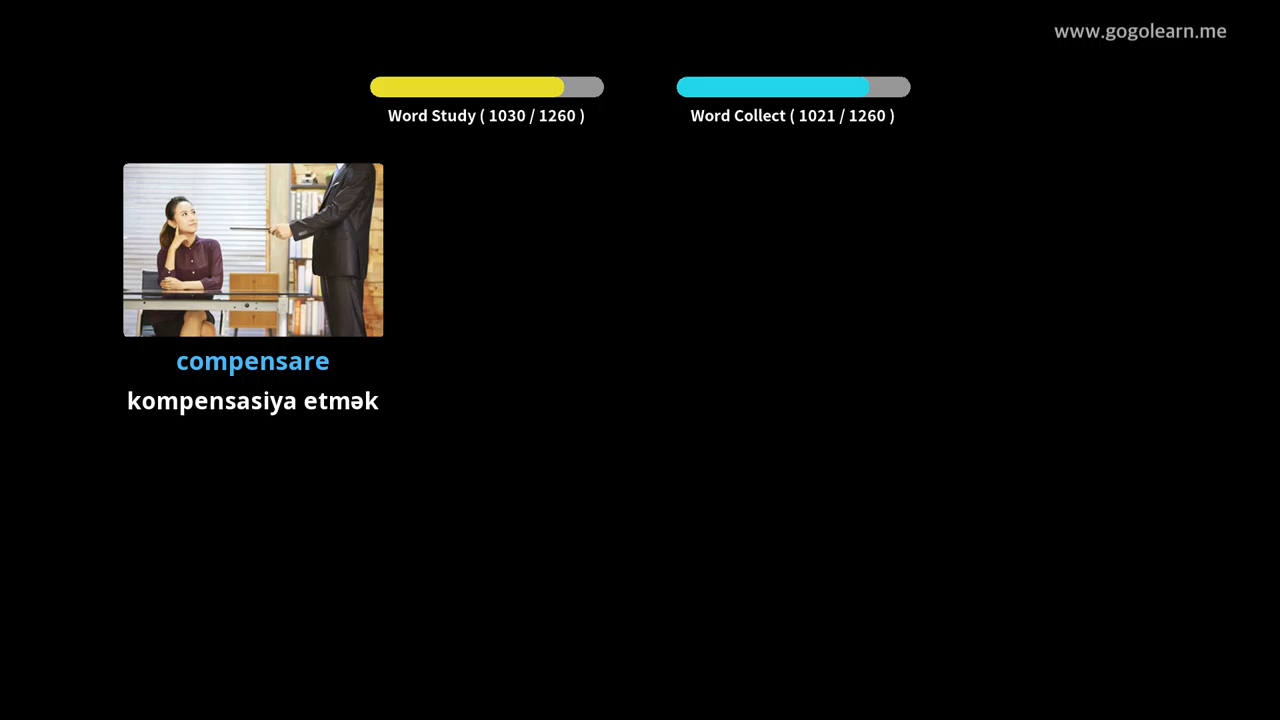 www.gogolearn.me
Word Study ( 1030 / 1260 )
Word Collect ( 1021 / 1260 )
compensare
kompensasiya etmək